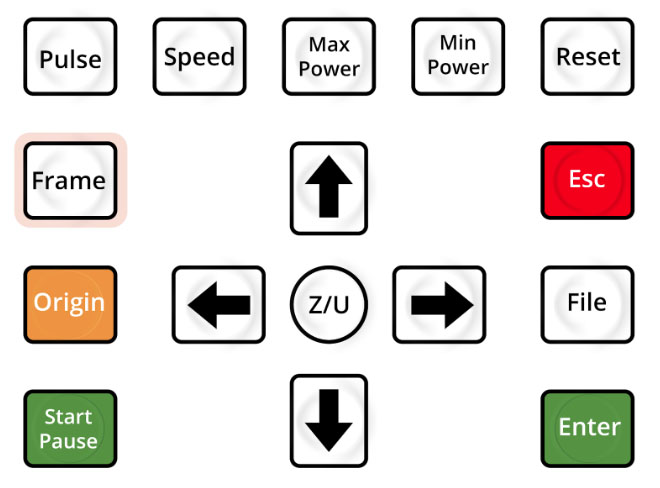 Pulse
Speed
Max
Power
Min
Power
Reset
Frame
Esc
Origin
Z/U
File
Start
Pause
Enter